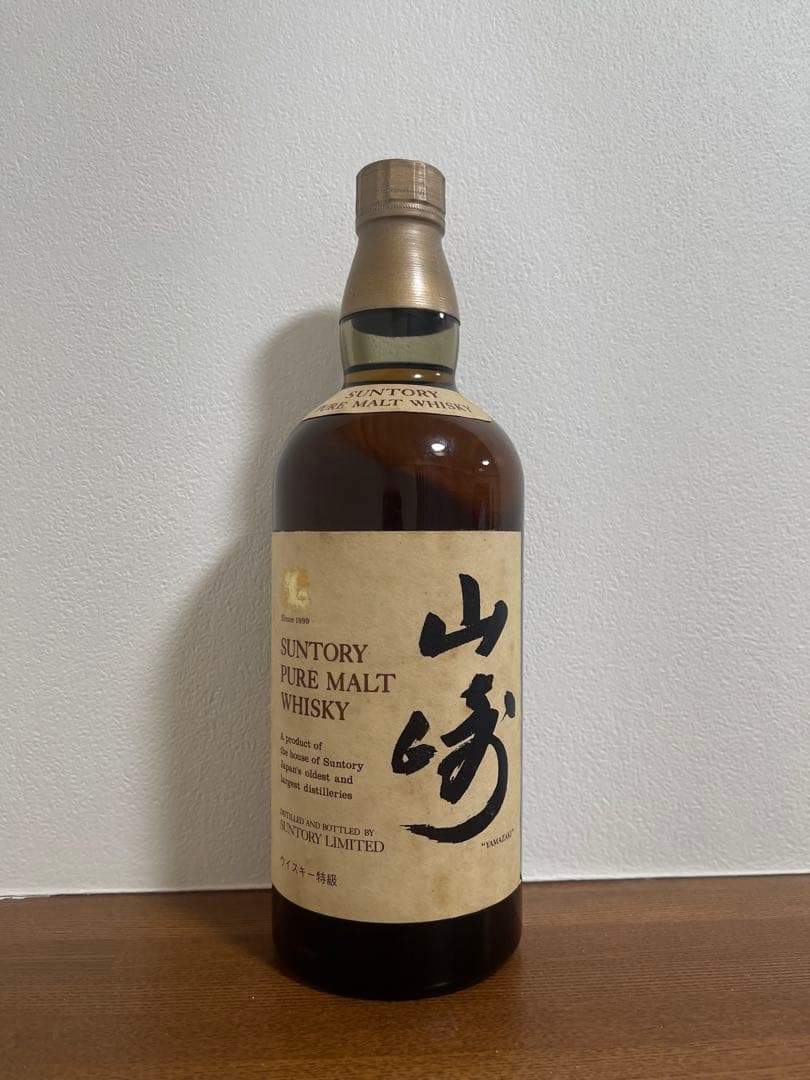 SUNTORY
PURE MALT WHISKY
Since 1899
SUNTORY
PURE MALT
WHISKY
A product of
the house of Suntory
Japan's oldest and
largest distilleries
DISTILLED AND BOTTLED BY
SUNTORY LIMITED
ウイスキー特級
山崎
"YAMAZAKI"